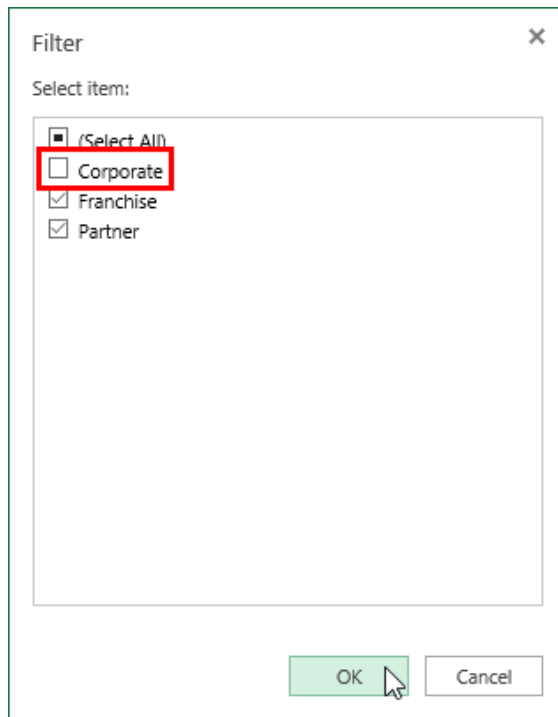 Filter
Select item:
(Select All)
Corporate
Franchise
Partner
OK Cancel